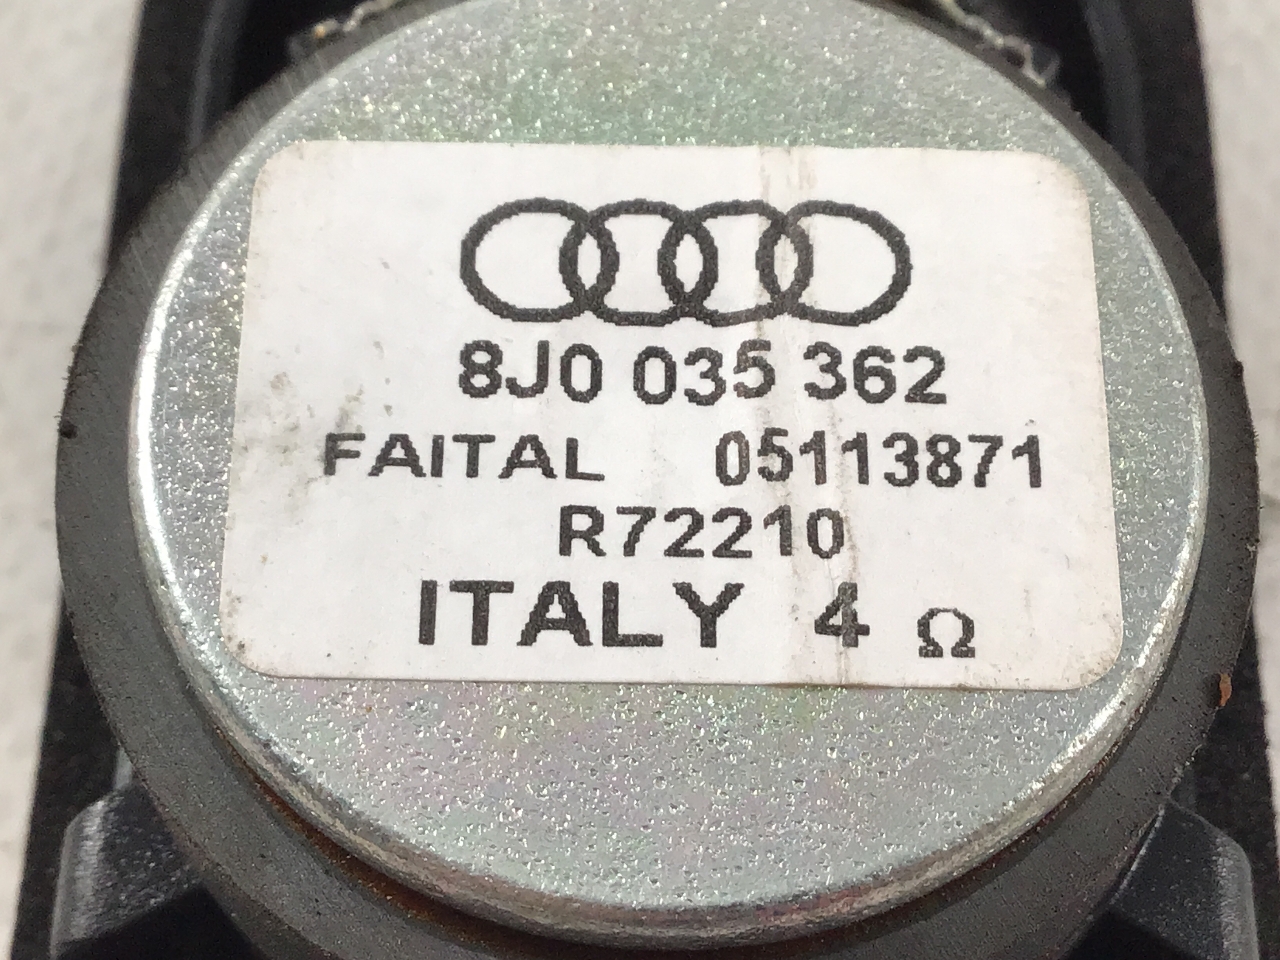 8J0 035 362
FAITAL 05113871
R72210
ITALY 4 Ω